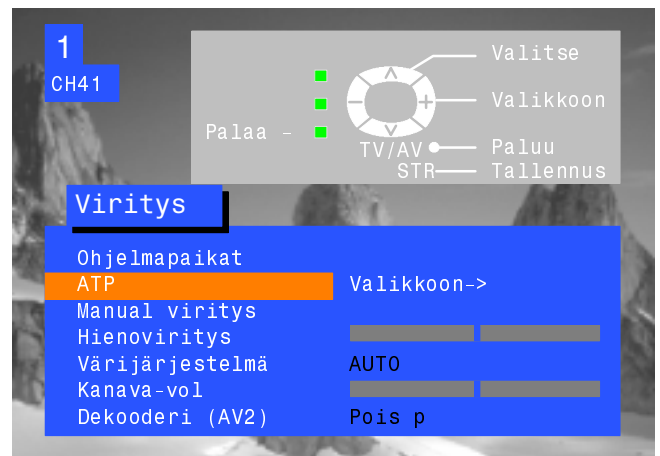 1
CH41
Valitse
Valikkoon
Palaa -
TV/AV Paluu
STR Tallennus
Viritys
Ohjelmapaikat
ATP Valikkoon->
Manual viritys
Hienoviritys
Värijärjestelmä AUTO
Kanava-vol
Dekooderi (AV2) Pois p